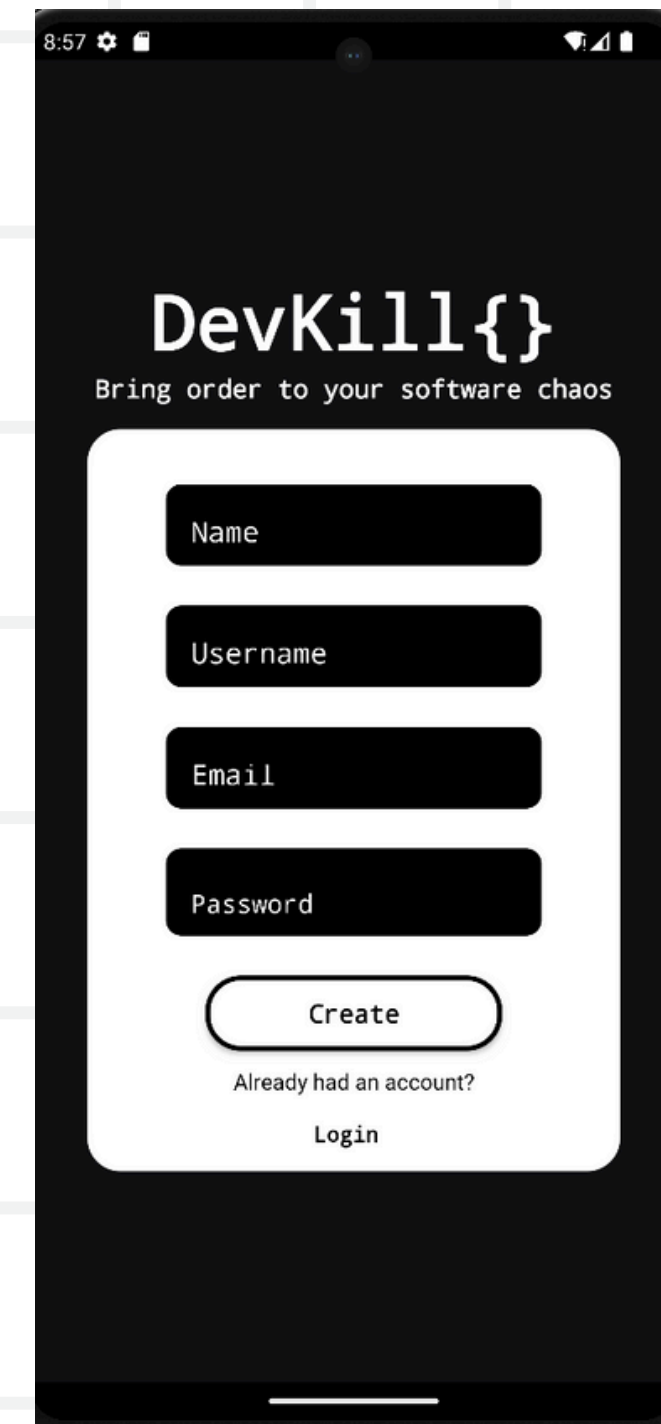 8:57
DevKill{}
Bring order to your software chaos
Name
Username
Email
Password
Create
Already had an account?
Login